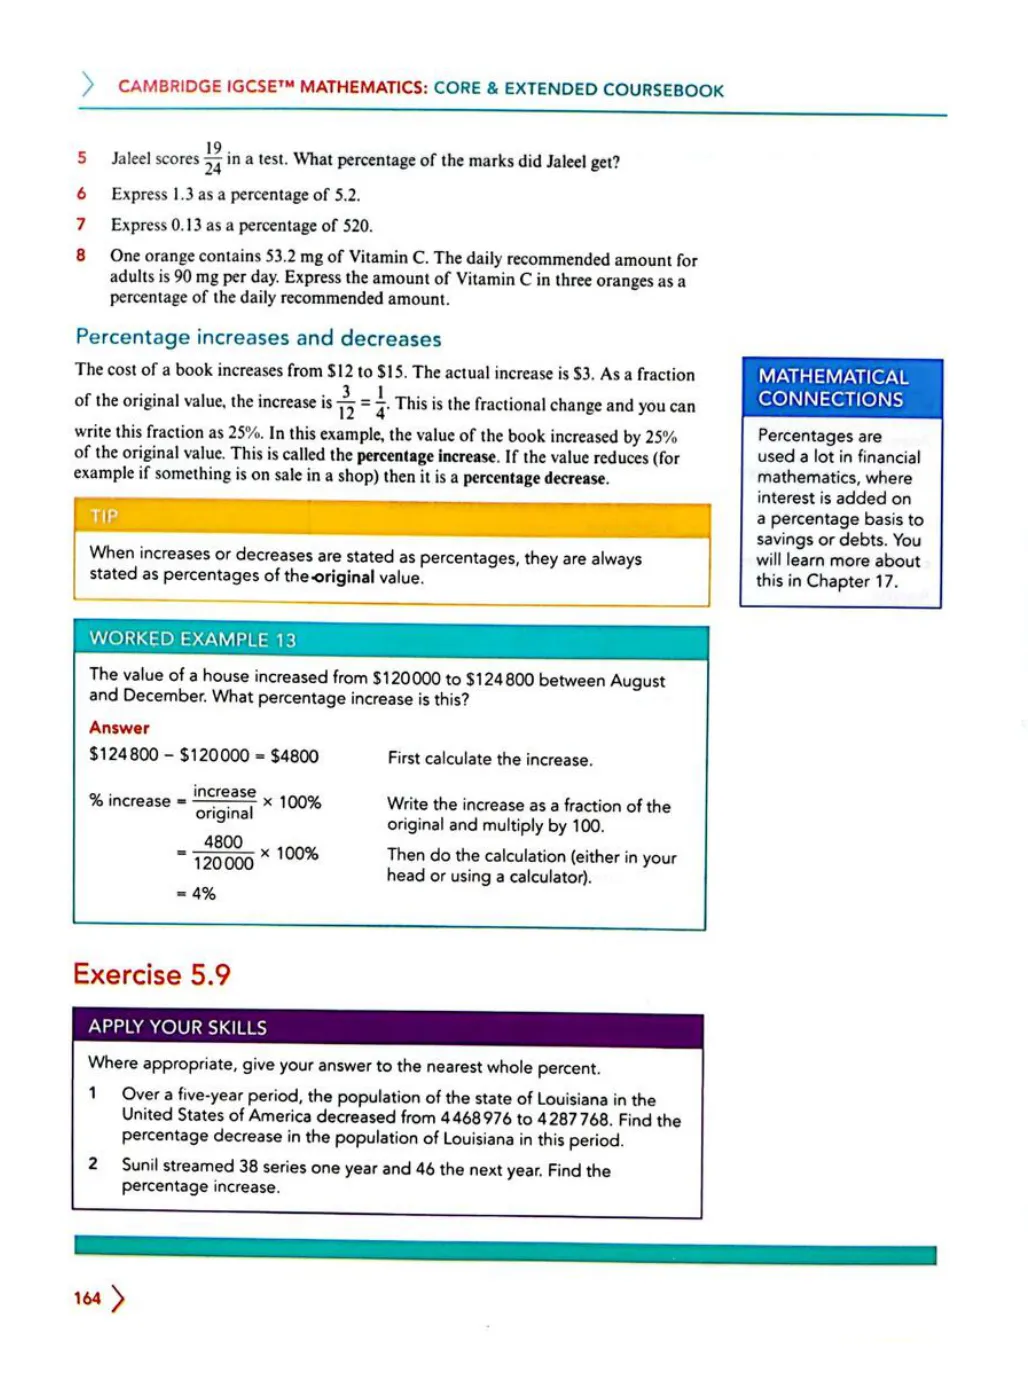 CAMBRIDGE IGCSE™ MATHEMATICS: CORE & EXTENDED COURSEBOOK
5 Jaleel scores 19/24 in a test. What percentage of the marks did Jaleel get?
6 Express 1.3 as a percentage of 5.2.
7 Express 0.13 as a percentage of 520.
8 One orange contains 53.2 mg of Vitamin C. The daily recommended amount for
adults is 90 mg per day. Express the amount of Vitamin C in three oranges as a
percentage of the daily recommended amount.
Percentage increases and decreases
The cost of a book increases from $12 to $15. The actual increase is $3. As a fraction
of the original value, the increase is 3/12 = 1/4. This is the fractional change and you can
write this fraction as 25%. In this example, the value of the book increased by 25%
of the original value. This is called the percentage increase. If the value reduces (for
example if something is on sale in a shop) then it is a percentage decrease.
MATHEMATICAL
CONNECTIONS
Percentages are
used a lot in financial
mathematics, where
interest is added on
a percentage basis to
savings or debts. You
will learn more about
this in Chapter 17.
TIP
When increases or decreases are stated as percentages, they are always
stated as percentages of the original value.
WORKED EXAMPLE 13
The value of a house increased from $120000 to $124800 between August
and December. What percentage increase is this?
Answer
$124800 – $120000 = $4800 First calculate the increase.
% increase = increase/original × 100% Write the increase as a fraction of the
original and multiply by 100.
= 4800/120000 × 100% Then do the calculation (either in your
head or using a calculator).
= 4%
Exercise 5.9
APPLY YOUR SKILLS
Where appropriate, give your answer to the nearest whole percent.
1 Over a five-year period, the population of the state of Louisiana in the
United States of America decreased from 4468976 to 4287768. Find the
percentage decrease in the population of Louisiana in this period.
2 Sunil streamed 38 series one year and 46 the next year. Find the
percentage increase.
164